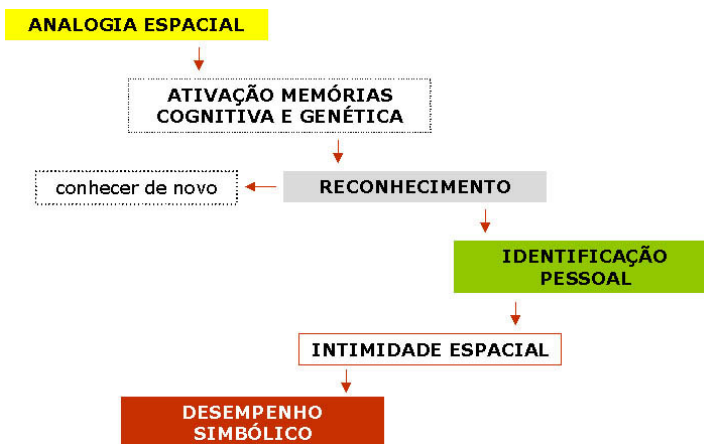 ANALOGIA ESPACIAL
ATIVAÇÃO MEMÓRIAS
COGNITIVA E GENÉTICA
conhecer de novo
RECONHECIMENTO
IDENTIFICAÇÃO
PESSOAL
INTIMIDADE ESPACIAL
DESEMPENHO
SIMBÓLICO